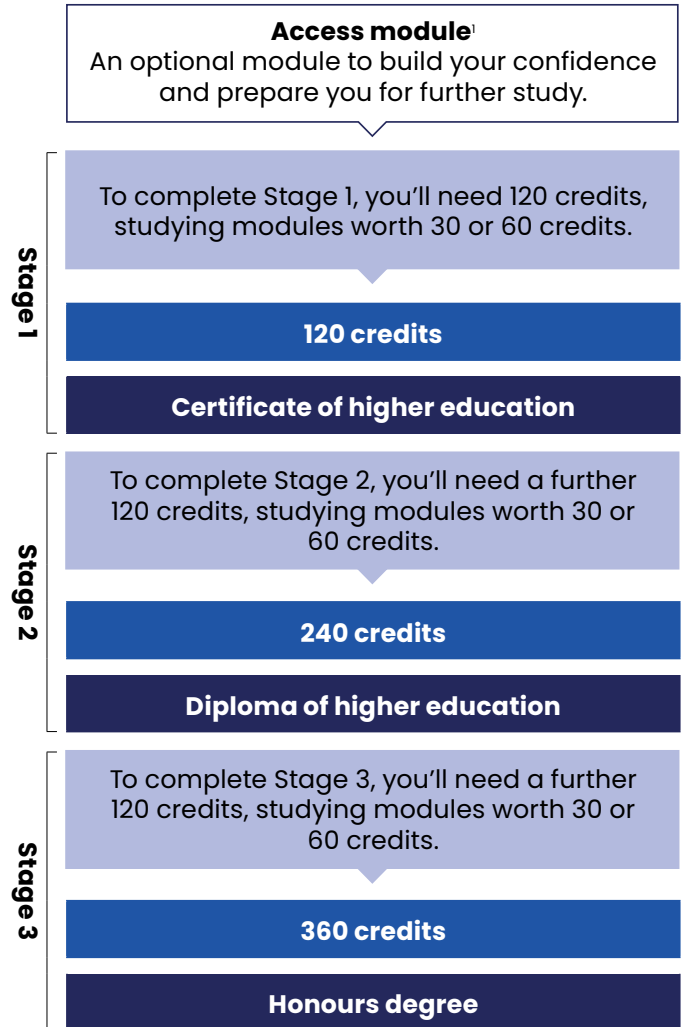 Access module¹
An optional module to build your confidence
and prepare you for further study.
Stage 1
To complete Stage 1, you’ll need 120 credits,
studying modules worth 30 or 60 credits.
120 credits
Certificate of higher education
Stage 2
To complete Stage 2, you’ll need a further
120 credits, studying modules worth 30 or
60 credits.
240 credits
Diploma of higher education
Stage 3
To complete Stage 3, you’ll need a further
120 credits, studying modules worth 30 or
60 credits.
360 credits
Honours degree